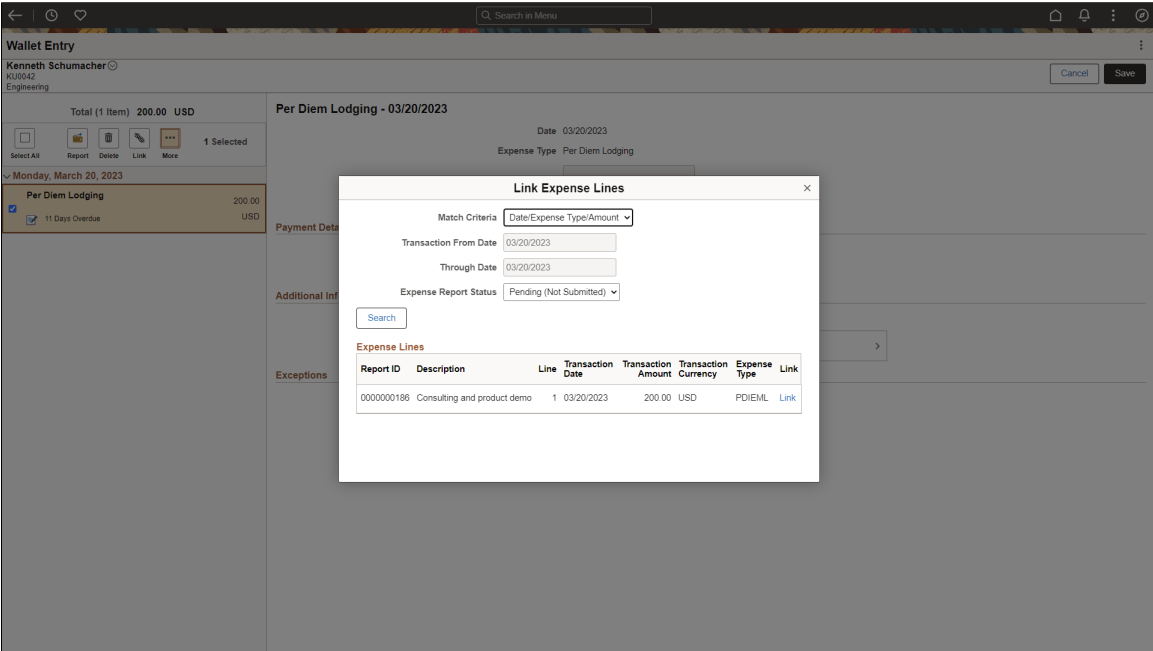 Search in Menu
Wallet Entry
Kenneth Schumacher
KU0042
Engineering
Cancel
Save
Total (1 Item) 200.00 USD
Select All
Report
Delete
Link
More
1 Selected
Monday, March 20, 2023
Per Diem Lodging
200.00
11 Days Overdue
USD
Per Diem Lodging - 03/20/2023
Date 03/20/2023
Expense Type Per Diem Lodging
Payment Deta
Additional Inf
Exceptions
Link Expense Lines
×
Match Criteria Date/Expense Type/Amount
Transaction From Date 03/20/2023
Through Date 03/20/2023
Expense Report Status Pending (Not Submitted)
Search
Expense Lines
Report ID Description Line Transaction Date Transaction Amount Transaction Currency Expense Type Link
0000000186 Consulting and product demo 1 03/20/2023 200.00 USD PDIEML Link